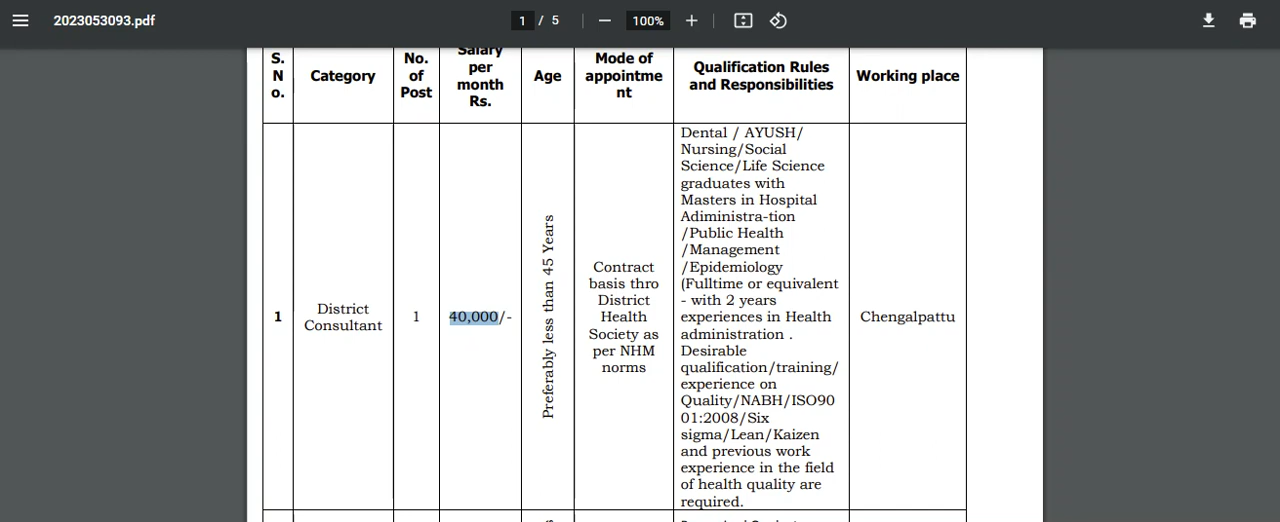 2023053093.pdf
1 / 5
100%
S.
N
o.
Category
No.
of
Post
Salary
per
month
Rs.
Age
Mode of
appointme
nt
Qualification Rules
and Responsibilities
Working place
1
District
Consultant
1
40,000/-
Preferably less than 45 Years
Contract
basis thro
District
Health
Society as
per NHM
norms
Dental / AYUSH/
Nursing/Social
Science/Life Science
graduates with
Masters in Hospital
Adiministra-tion
/Public Health
/Management
/Epidemiology
(Fulltime or equivalent
- with 2 years
experiences in Health
administration .
Desirable
qualification/training/
experience on
Quality/NABH/ISO90
01:2008/Six
sigma/Lean/Kaizen
and previous work
experience in the field
of health quality are
required.
Chengalpattu